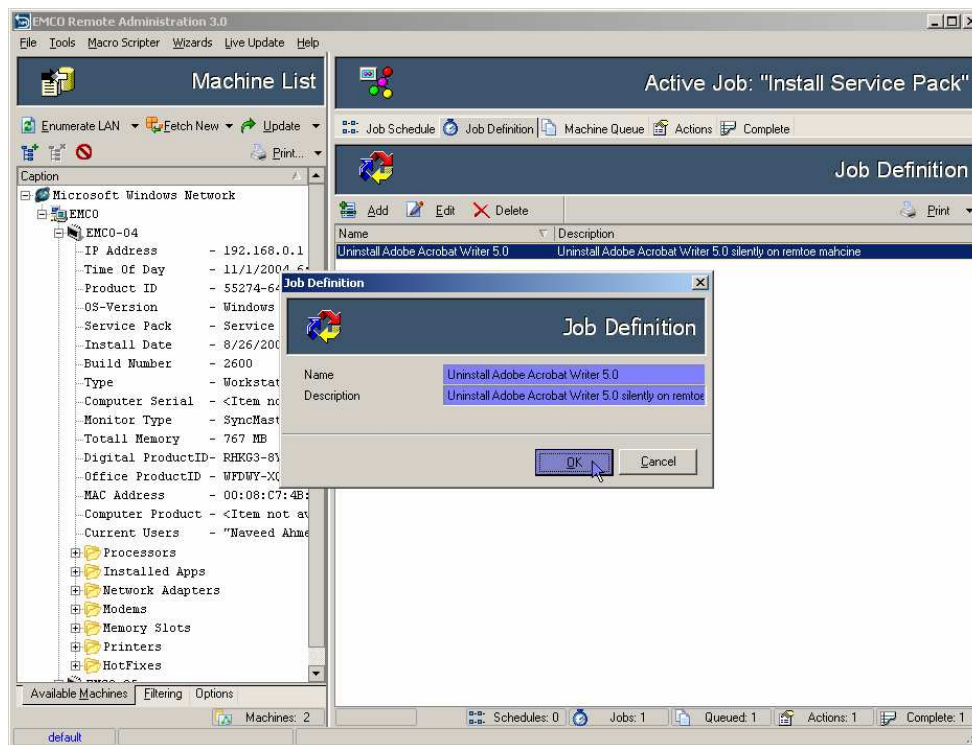 EMCO Remote Administration 3.0
File Tools Macro Scripter Wizards Live Update Help
Machine List
Enumerate LAN Fetch New Update
Print...
Caption
Microsoft Windows Network
EMCO
EMCO-04
IP Address - 192.168.0.1
Time Of Day - 11/1/2004 6:
Product ID - 55274-64
OS-Version - Windows
Service Pack - Service
Install Date - 8/26/200
Build Number - 2600
Type - Workstat
Computer Serial - <Item no
Monitor Type - SyncMast
Totall Memory - 767 MB
Digital ProductID- RHKG3-8
Office ProductID - WFDWY-X
MAC Address - 00:08:C7:4B:
Computer Product - <Item not av
Current Users - "Naveed Ahme
Processors
Installed Apps
Network Adapters
Modems
Memory Slots
Printers
HotFixes
Available Machines Filtering Options
Machines: 2
default
Active Job: "Install Service Pack"
Job Schedule Job Definition Machine Queue Actions Complete
Job Definition
Add Edit Delete Print
Name Description
Uninstall Adobe Acrobat Writer 5.0 Uninstall Adobe Acrobat Writer 5.0 silently on remtoe mahcine
Job Definition
Job Definition
Name Uninstall Adobe Acrobat Writer 5.0
Description Uninstall Adobe Acrobat Writer 5.0 silently on remtoe
OK Cancel
Schedules: 0 Jobs: 1 Queued: 1 Actions: 1 Complete: 1